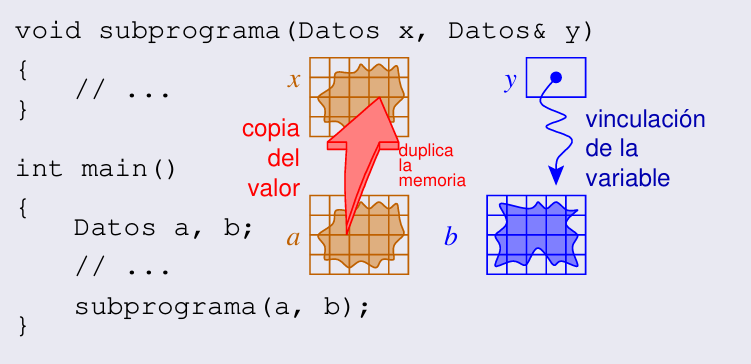 void subprograma(Datos x, Datos& y)
{
// ...
}
x
y
copia
del
valor
duplica
la
memoria
vinculación
de la
variable
int main()
{
Datos a, b;
a
b
// ...
subprograma(a, b);
}